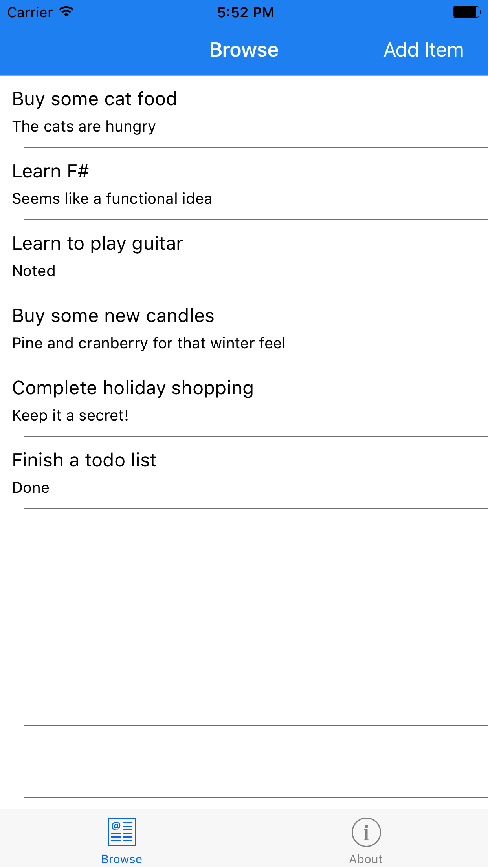 Carrier 5:52 PM
Browse Add Item
Buy some cat food
The cats are hungry
Learn F#
Seems like a functional idea
Learn to play guitar
Noted
Buy some new candles
Pine and cranberry for that winter feel
Complete holiday shopping
Keep it a secret!
Finish a todo list
Done
@
i
Browse About